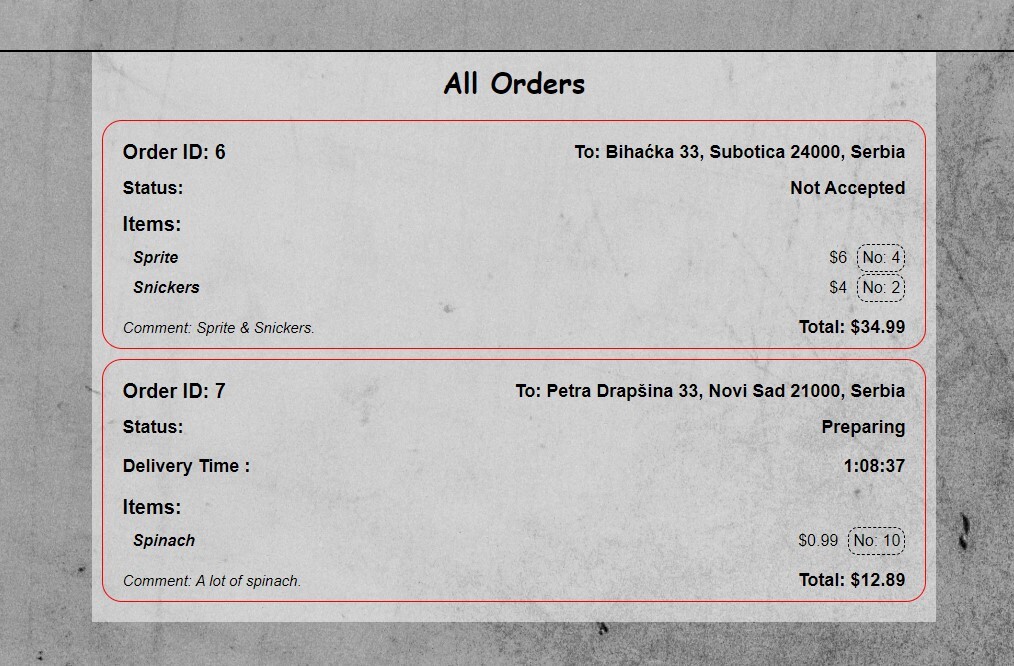 All Orders
Order ID: 6 To: Bihaćka 33, Subotica 24000, Serbia
Status: Not Accepted
Items:
Sprite $6 No: 4
Snickers $4 No: 2
Comment: Sprite & Snickers. Total: $34.99
Order ID: 7 To: Petra Drapšina 33, Novi Sad 21000, Serbia
Status: Preparing
Delivery Time : 1:08:37
Items:
Spinach $0.99 No: 10
Comment: A lot of spinach. Total: $12.89